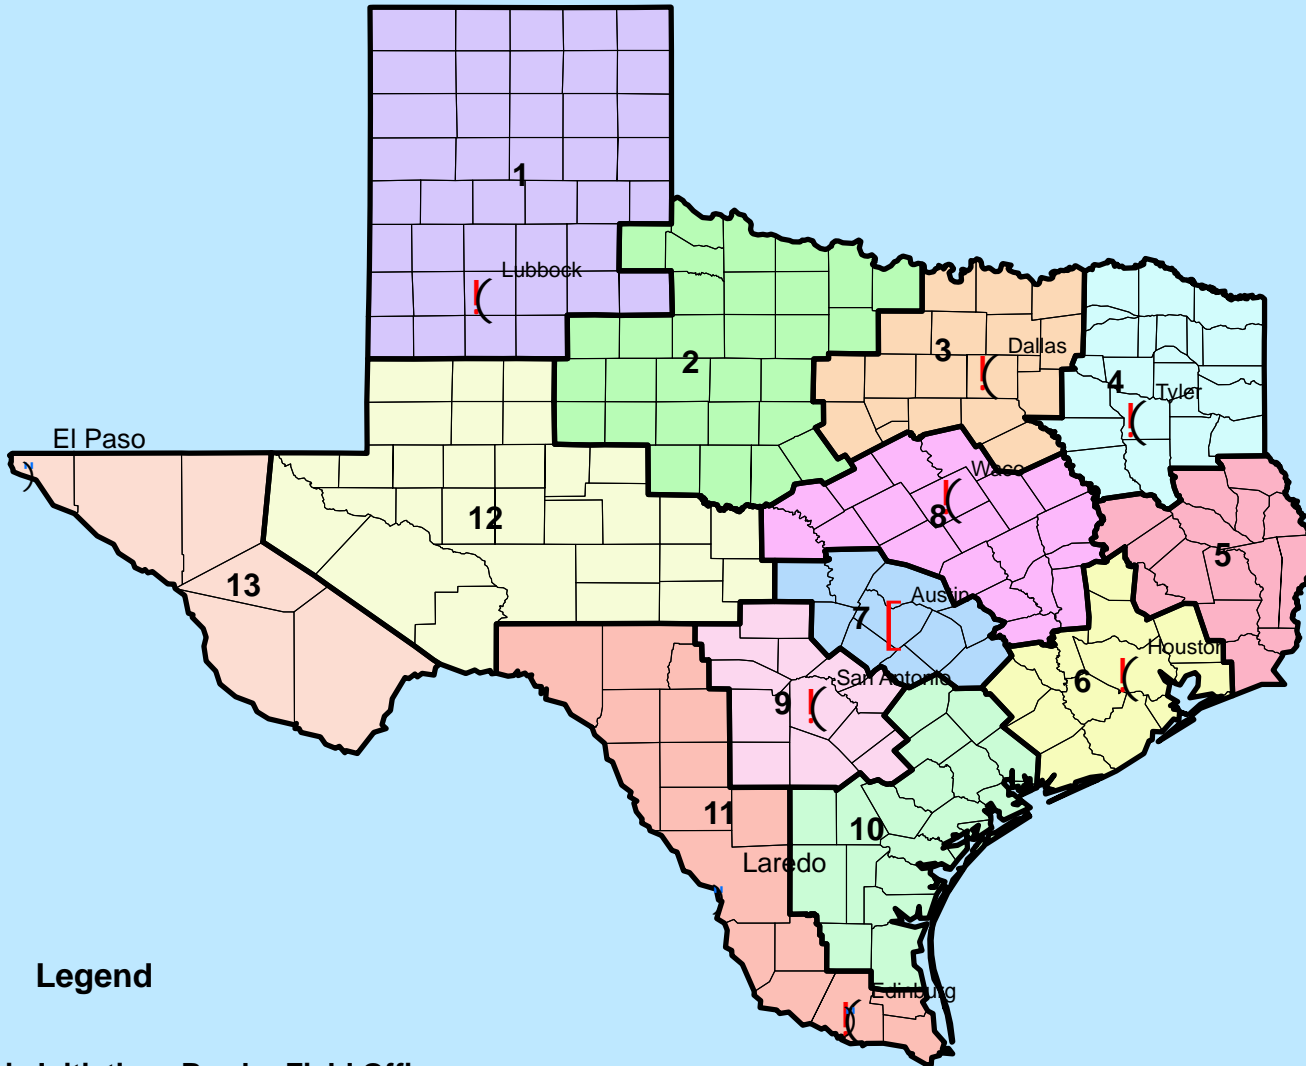 1
Lubbock
2
3
Dallas
4
Tyler
El Paso
Waco
12
8
5
13
Austin
7
Houston
6
San Antonio
9
11
10
Laredo
Legend
Edinburg